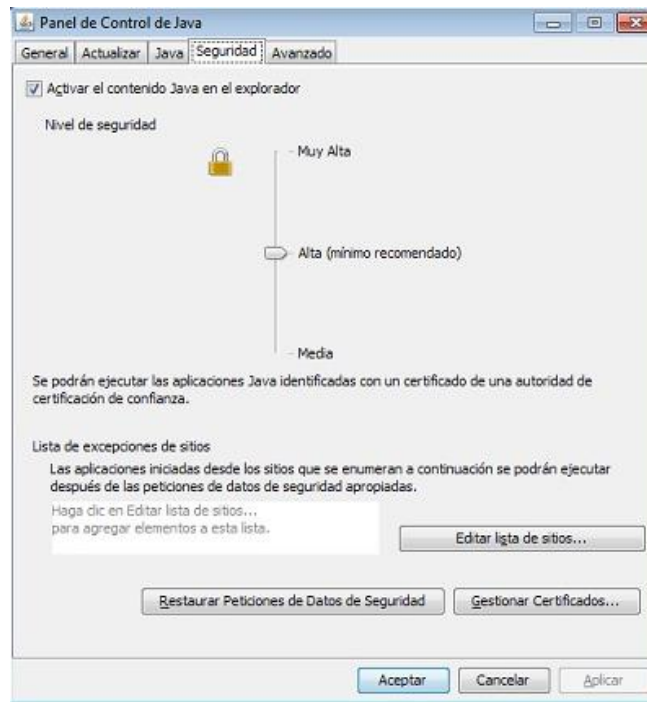 Panel de Control de Java
General Actualizar Java Seguridad Avanzado
Activar el contenido Java en el explorador
Nivel de seguridad
- Muy Alta
Alta (mínimo recomendado)
- Media
Se podrán ejecutar las aplicaciones Java identificadas con un certificado de una autoridad de
certificación de confianza.
Lista de excepciones de sitios
Las aplicaciones iniciadas desde los sitios que se enumeran a continuación se podrán ejecutar
después de las peticiones de datos de seguridad apropiadas.
Haga clic en Editar lista de sitios...
para agregar elementos a esta lista.
Editar lista de sitios...
Restaurar Peticiones de Datos de Seguridad Gestionar Certificados...
Aceptar Cancelar Aplicar